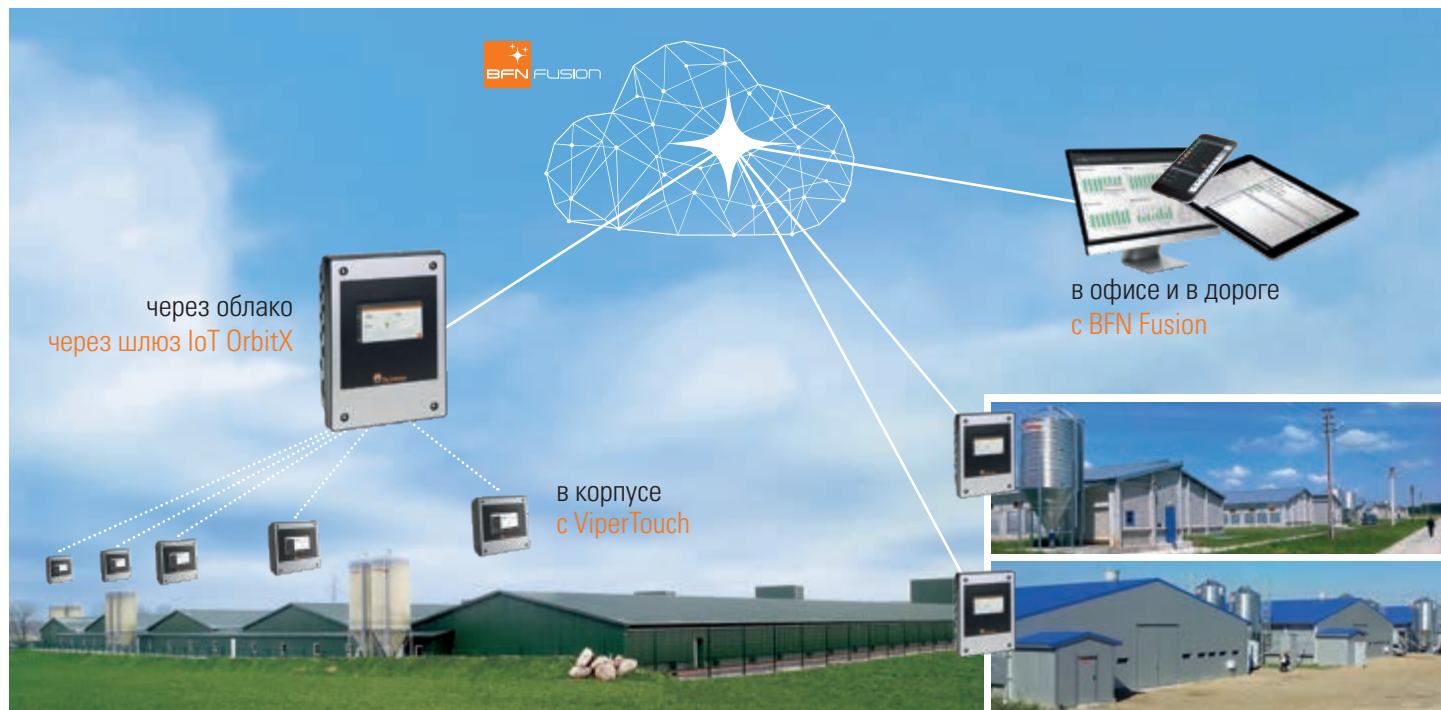 BFN FUSION
через облако
через шлюз IoT OrbitX
в офисе и в дороге
с BFN Fusion
в корпусе
с ViperTouch